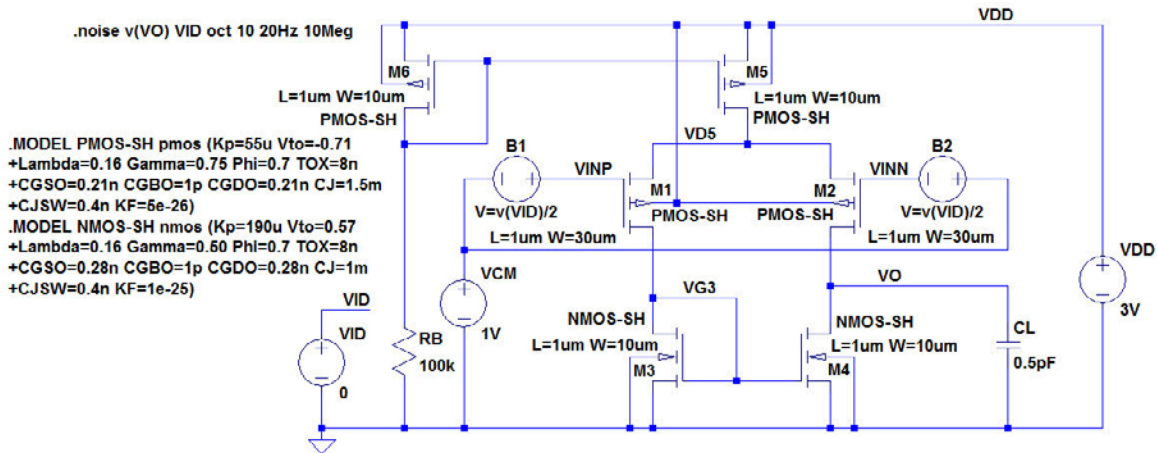 .noise v(VO) VID oct 10 20Hz 10Meg
VDD
M6
M5
L=1um W=10um
L=1um W=10um
PMOS-SH
PMOS-SH
.MODEL PMOS-SH pmos (Kp=55u Vto=-0.71
+Lambda=0.16 Gamma=0.75 Phi=0.7 TOX=8n
+CGSO=0.21n CGBO=1p CGDO=0.21n CJ=1.5m
+CJSW=0.4n KF=5e-26)
.MODEL NMOS-SH nmos (Kp=190u Vto=0.57
+Lambda=0.16 Gamma=0.50 Phi=0.7 TOX=8n
+CGSO=0.28n CGBO=1p CGDO=0.28n CJ=1m
+CJSW=0.4n KF=1e-25)
VD5
B1
B2
VINP
VINN
M1
M2
V=v(VID)/2
PMOS-SH
PMOS-SH
V=v(VID)/2
L=1um W=30um
L=1um W=30um
VDD
3V
VCM
1V
VG3
VO
VID
VID
0
RB
100k
NMOS-SH
L=1um W=10um
M3
NMOS-SH
L=1um W=10um
M4
CL
0.5pF